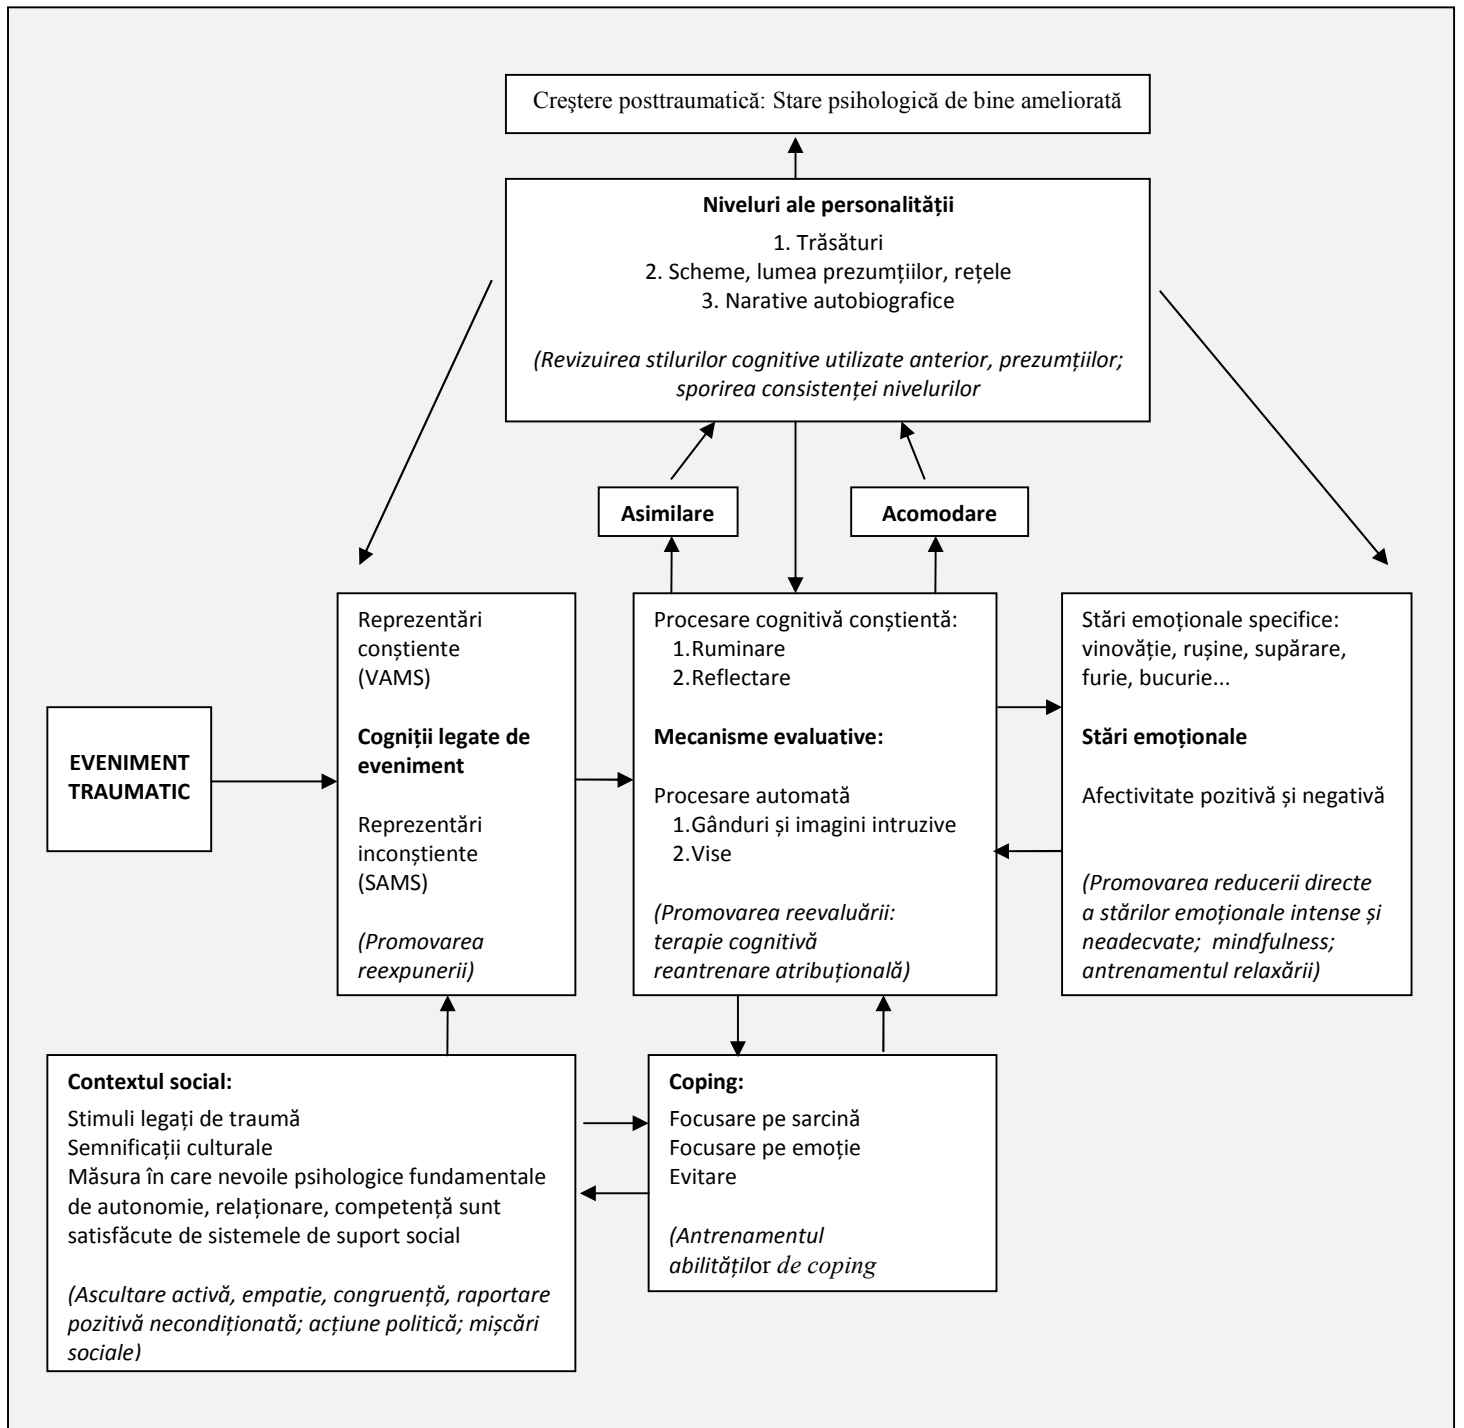 Creştere posttraumatică: Stare psihologică de bine ameliorată
Niveluri ale personalității
1. Trăsături
2. Scheme, lumea prezumțiilor, rețele
3. Narative autobiografice
(Revizuirea stilurilor cognitive utilizate anterior, prezumțiilor;
sporirea consistenței nivelurilor
Asimilare
Acomodare
EVENIMENT
TRAUMATIC
Reprezentări
conștiente
(VAMS)
Cogniții legate de
eveniment
Reprezentări
inconștiente
(SAMS)
(Promovarea
reexpunerii)
Procesare cognitivă conștientă:
1.Ruminare
2.Reflectare
Mecanisme evaluative:
Procesare automată
1.Gânduri și imagini intruzive
2.Vise
(Promovarea reevaluării:
terapie cognitivă
reantrenare atribuțională)
Stări emoționale specifice:
vinovăție, rușine, supărare,
furie, bucurie...
Stări emoționale
Afectivitate pozitivă și negativă
(Promovarea reducerii directe
a stărilor emoționale intense și
neadecvate; mindfulness;
antrenamentul relaxării)
Contextul social:
Stimuli legați de traumă
Semnificații culturale
Măsura în care nevoile psihologice fundamentale
de autonomie, relaționare, competență sunt
satisfăcute de sistemele de suport social
(Ascultare activă, empatie, congruență, raportare
pozitivă necondiționată; acțiune politică; mișcări
sociale)
Coping:
Focusare pe sarcină
Focusare pe emoție
Evitare
(Antrenamentul
abilităților de coping